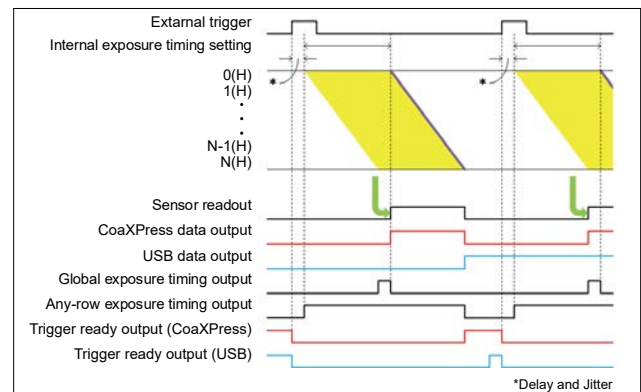 External trigger
Internal exposure timing setting
*
*
0(H)
1(H)
N-1(H)
N(H)
Sensor readout
CoaXPress data output
USB data output
Global exposure timing output
Any-row exposure timing output
Trigger ready output (CoaXPress)
Trigger ready output (USB)
*Delay and Jitter